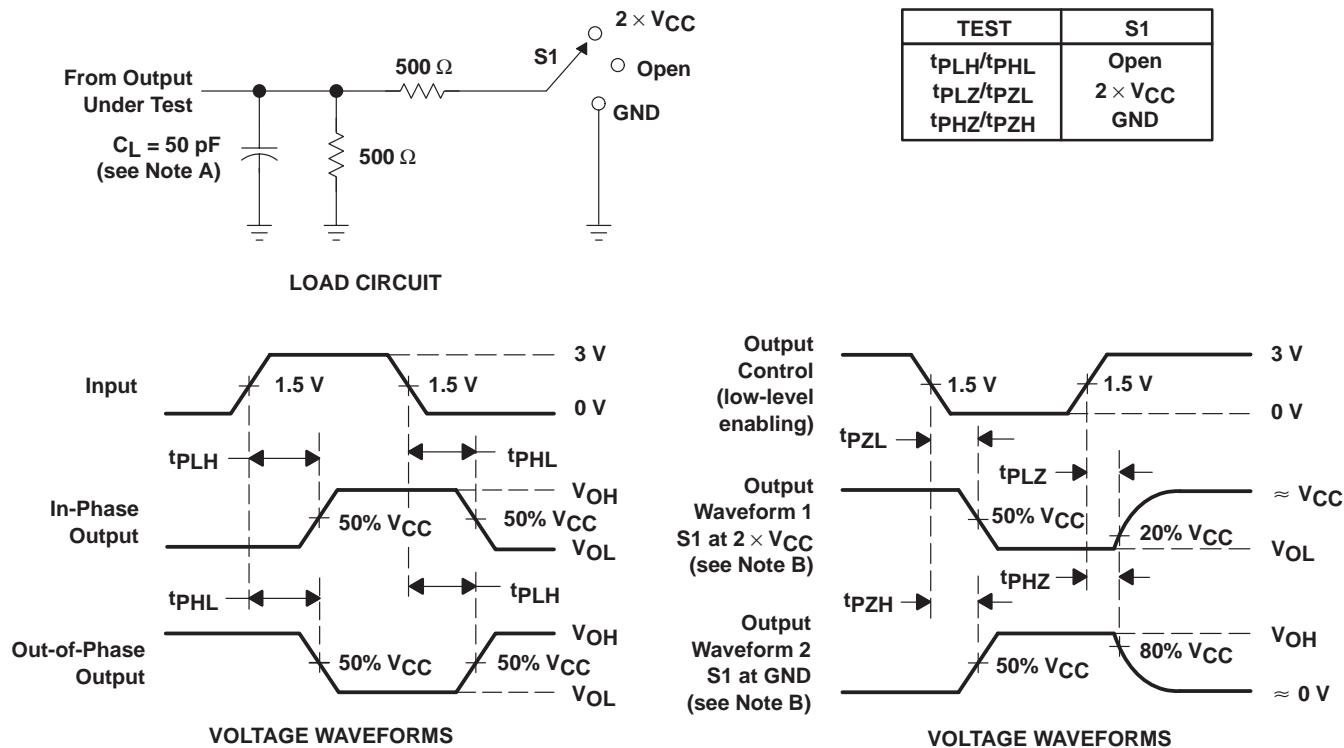 2 × VCC
S1
Open
GND
From Output
Under Test
500 Ω
CL = 50 pF
(see Note A)
500 Ω
LOAD CIRCUIT
TEST S1
tPLH/tPHL Open
tPLZ/tPZL 2 × VCC
tPHZ/tPZH GND
Input
3 V
1.5 V
1.5 V
0 V
tPLH
tPHL
In-Phase
Output
VOH
50% VCC
50% VCC
VOL
tPHL
tPLH
Out-of-Phase
Output
VOH
50% VCC
50% VCC
VOL
VOLTAGE WAVEFORMS
Output
Control
(low-level
enabling)
3 V
1.5 V
1.5 V
0 V
tPZL
tPLZ
Output
Waveform 1
S1 at 2 × VCC
(see Note B)
≈ VCC
50% VCC
20% VCC
VOL
tPHZ
tPZH
Output
Waveform 2
S1 at GND
(see Note B)
VOH
50% VCC
80% VCC
≈ 0 V
VOLTAGE WAVEFORMS